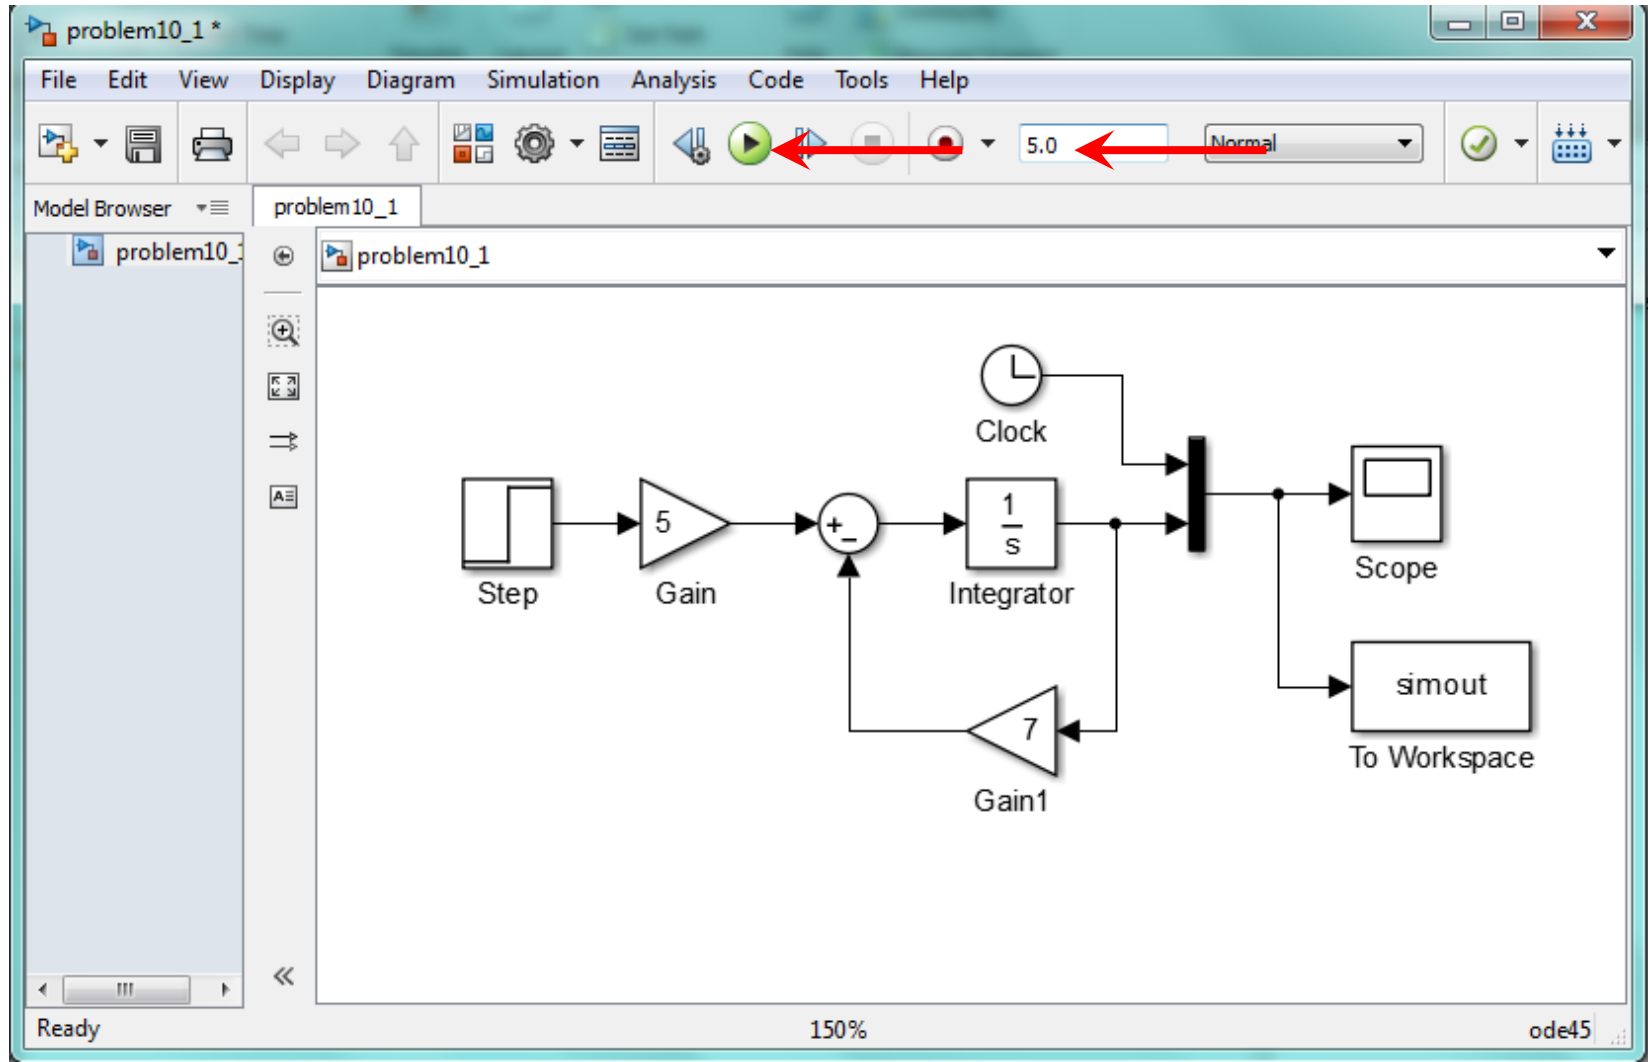 problem10_1 *
File Edit View Display Diagram Simulation Analysis Code Tools Help
5.0
Normal
Model Browser
problem10_1
problem10_1
problem10_1
Clock
Step
5
Gain
+
−
1
s
Integrator
7
Gain1
Scope
simout
To Workspace
Ready
150%
ode45